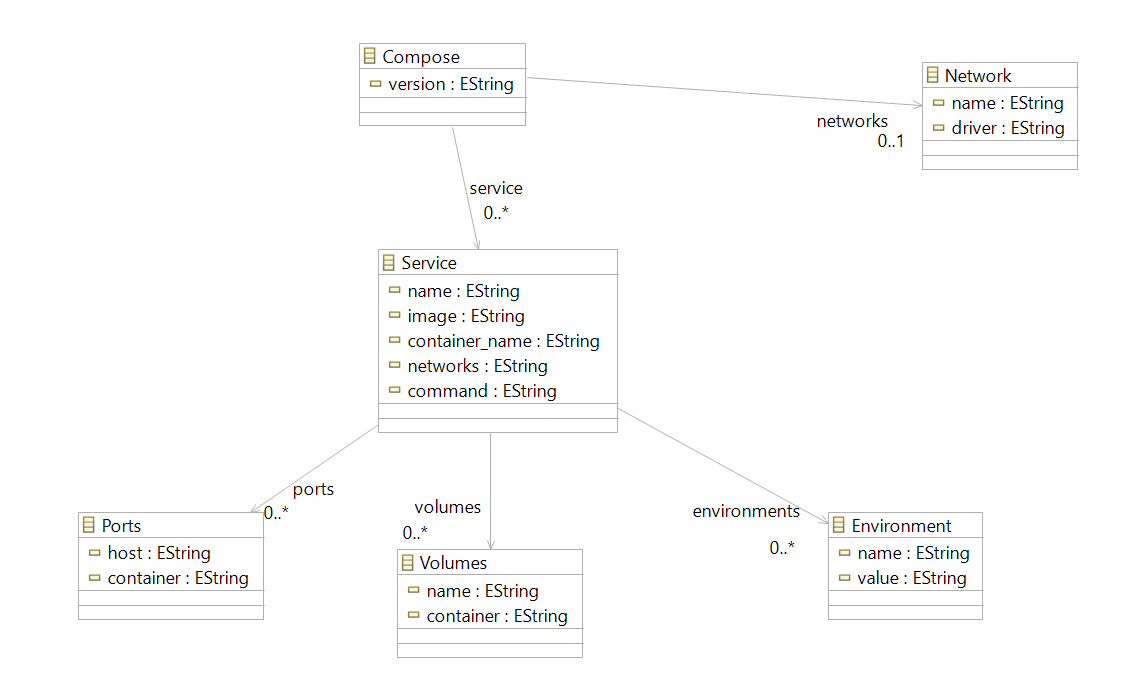 Compose
version : EString
Network
name : EString
driver : EString
networks
0..1
service
0..*
Service
name : EString
image : EString
container_name : EString
networks : EString
command : EString
ports
0..*
volumes
0..*
environments
0..*
Ports
host : EString
container : EString
Volumes
name : EString
container : EString
Environment
name : EString
value : EString